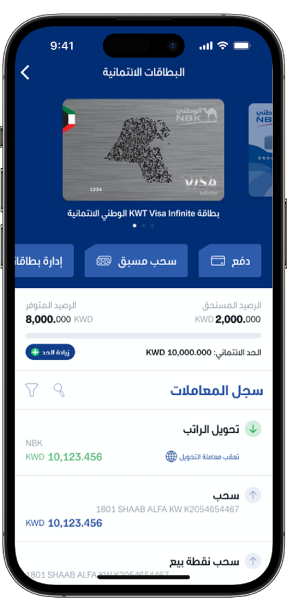 9:41
البطاقات الائتمانية
الوطني
NBK
الوطني
NBK
1234
VISA
Infinite
بطاقة KWT Visa Infinite الوطني الائتمانية
دفع
سحب مسبق
إدارة بطاقات
الرصيد المستحق
الرصيد المتوفر
KWD 2,000.000
8,000.000 KWD
الحد الائتماني: KWD 10,000.000
زيادة الحد
سجل المعاملات
تحويل الراتب
NBK
تعقب معاملة التحويل
KWD 10,123.456
سحب
1801 SHAAB ALFA KW K2054654467
KWD 10,123.456
سحب نقطة بيع
1801 SHAAB ALFA KW K2054654467